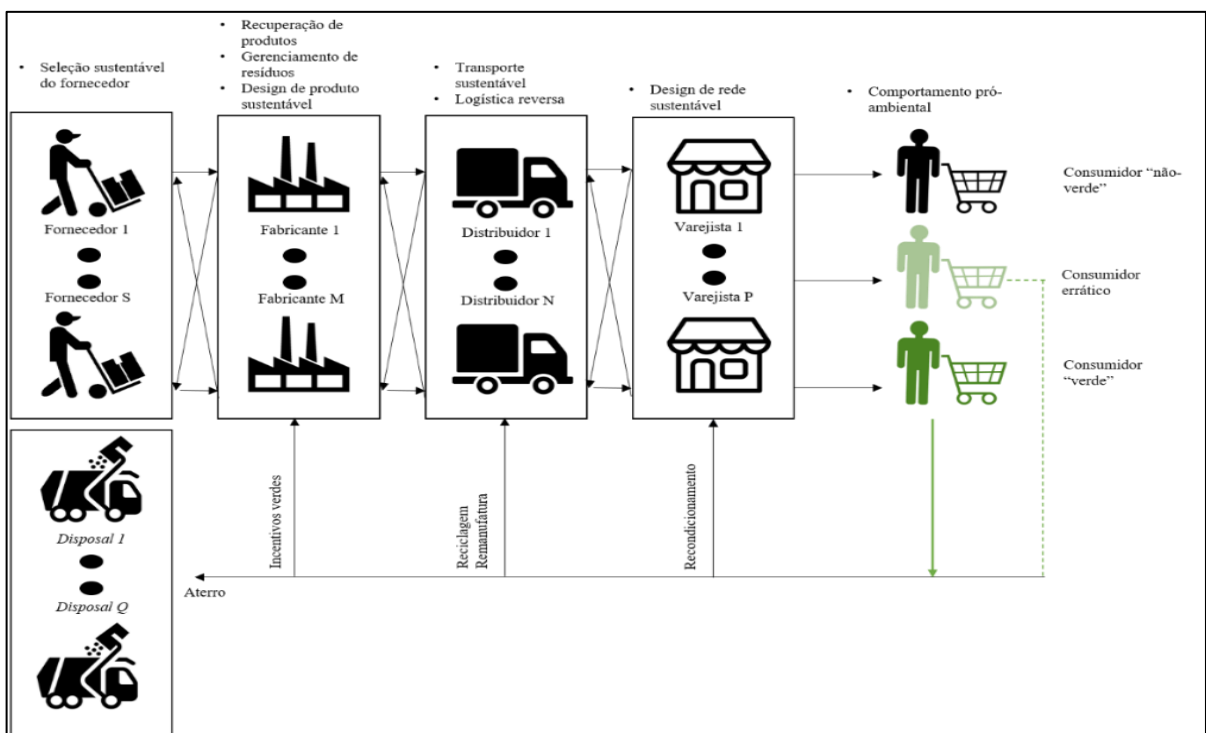 • Seleção sustentável
do fornecedor
• Recuperação de
produtos
• Gerenciamento de
resíduos
• Design de produto
sustentável
• Transporte
sustentável
• Logística reversa
• Design de rede
sustentável
• Comportamento pró-
ambiental
Fornecedor 1
Fornecedor S
Fabricante 1
Fabricante M
Distribuidor 1
Distribuidor N
Varejista 1
Varejista P
Consumidor “não-
verde”
Consumidor
errático
Consumidor
“verde”
Disposal 1
Disposal Q
Incentivos verdes
Reciclagem
Remanufatura
Recondicionamento
Aterro